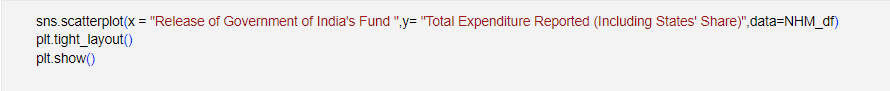 sns.scatterplot(x = "Release of Government of India's Fund ",y= "Total Expenditure Reported (Including States' Share)",data=NHM_df)
plt.tight_layout()
plt.show()